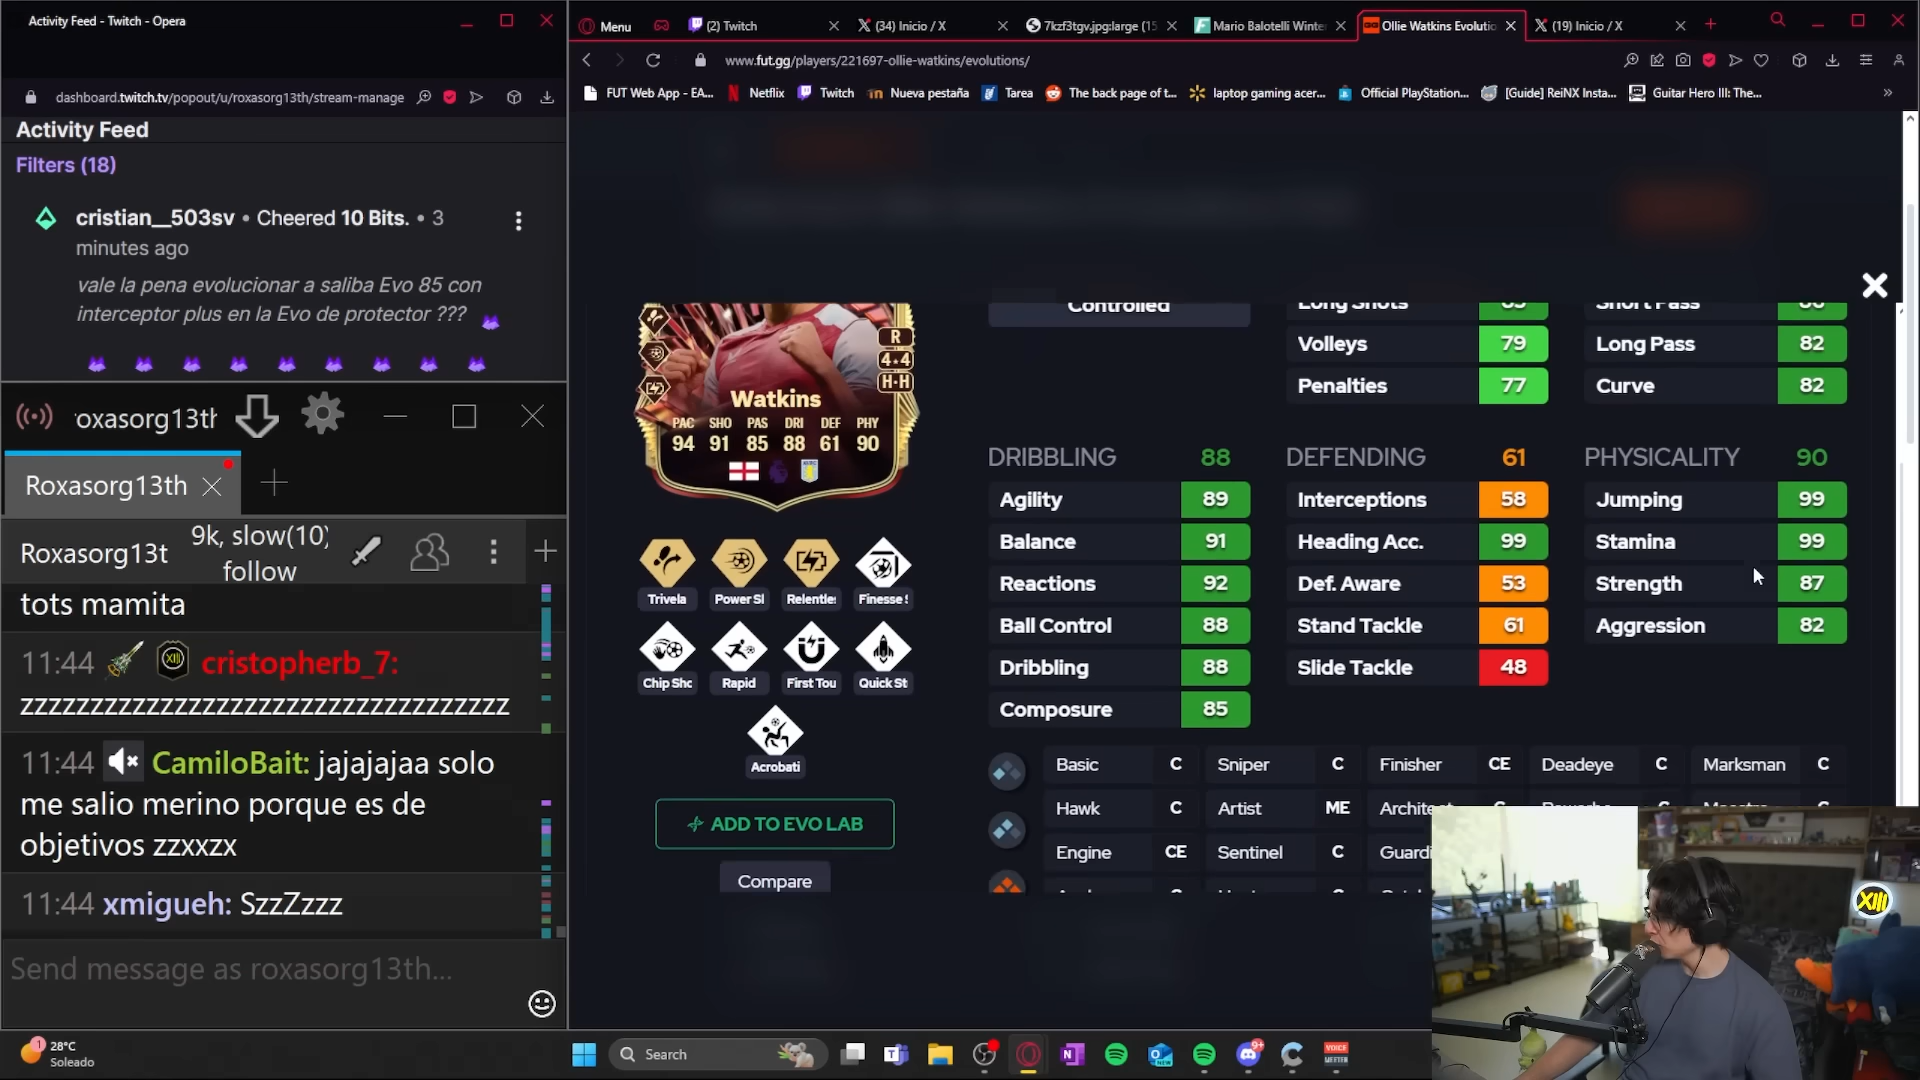 Activity Feed - Twitch - Opera
dashboard.twitch.tv/popout/u/roxasorg13th/stream-manage
Activity Feed
Filters (18)
cristian__503sv • Cheered 10 Bits. • 3
minutes ago
vale la pena evolucionar a saliba Evo 85 con
interceptor plus en la Evo de protector ???
oxasorg13th
Roxasorg13th
Roxasorg13t
9k, slow(10)
follow
tots mamita
11:44 cristopherb_7:
zzzzzzzzzzzzzzzzzzzzzzzzzzzzzzzzzzz
11:44 CamiloBait: jajajajaa solo
me salio merino porque es de
objetivos zzxxzx
11:44 xmigueh: SzzZzzz
Send message as roxasorg13th...
Menu
(2) Twitch
(34) Inicio / X
7kzf3tgv.jpg:large (15
Mario Balotelli Winte
Ollie Watkins Evolutio
(19) Inicio / X
www.fut.gg/players/221697-ollie-watkins/evolutions/
FUT Web App - EA...
Netflix
Twitch
Nueva pestaña
Tarea
The back page of t...
laptop gaming acer...
Official PlayStation...
[Guide] ReiNX Insta...
Guitar Hero III: The...
R
4•4
H•H
Watkins
PAC SHO PAS DRI DEF PHY
94 91 85 88 61 90
Trivela
Power Sl
Relentle
Finesse
Chip Sho
Rapid
First Tou
Quick St
Acrobati
ADD TO EVO LAB
Compare
Controlled
Long Shots
Short Pass
Volleys 79
Long Pass 82
Penalties 77
Curve 82
DRIBBLING 88
Agility 89
Balance 91
Reactions 92
Ball Control 88
Dribbling 88
Composure 85
DEFENDING 61
Interceptions 58
Heading Acc. 99
Def. Aware 53
Stand Tackle 61
Slide Tackle 48
PHYSICALITY 90
Jumping 99
Stamina 99
Strength 87
Aggression 82
Basic C Sniper C Finisher CE Deadeye C Marksman C
Hawk C Artist ME
Engine CE Sentinel C Guardi
XIII
28°C
Soleado
Search